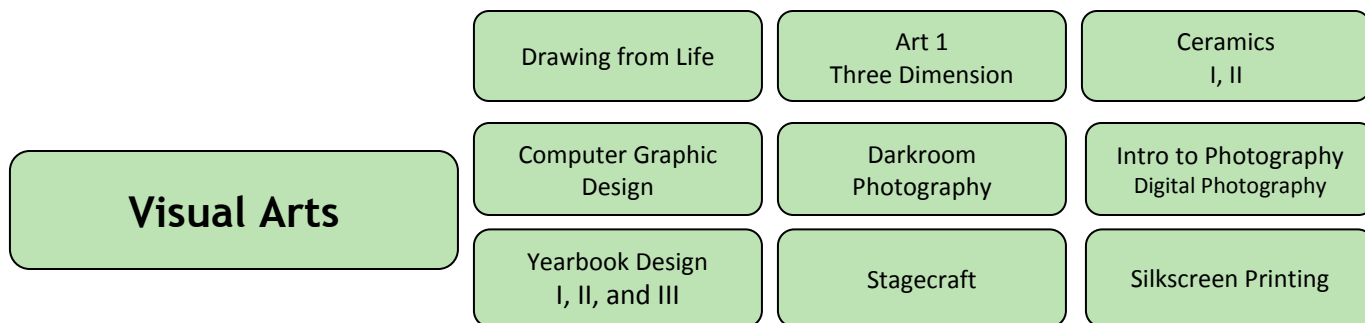 Drawing from Life
Art 1
Three Dimension
Ceramics
I, II
Visual Arts
Computer Graphic
Design
Darkroom
Photography
Intro to Photography
Digital Photography
Yearbook Design
I, II, and III
Stagecraft
Silkscreen Printing